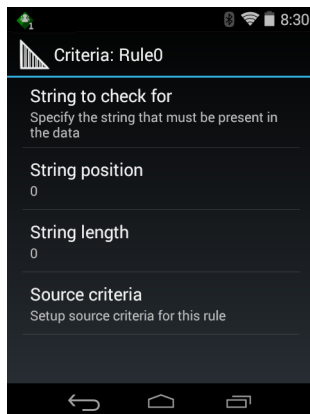 1
8:30
Criteria: Rule0
String to check for
Specify the string that must be present in
the data
String position
0
String length
0
Source criteria
Setup source criteria for this rule